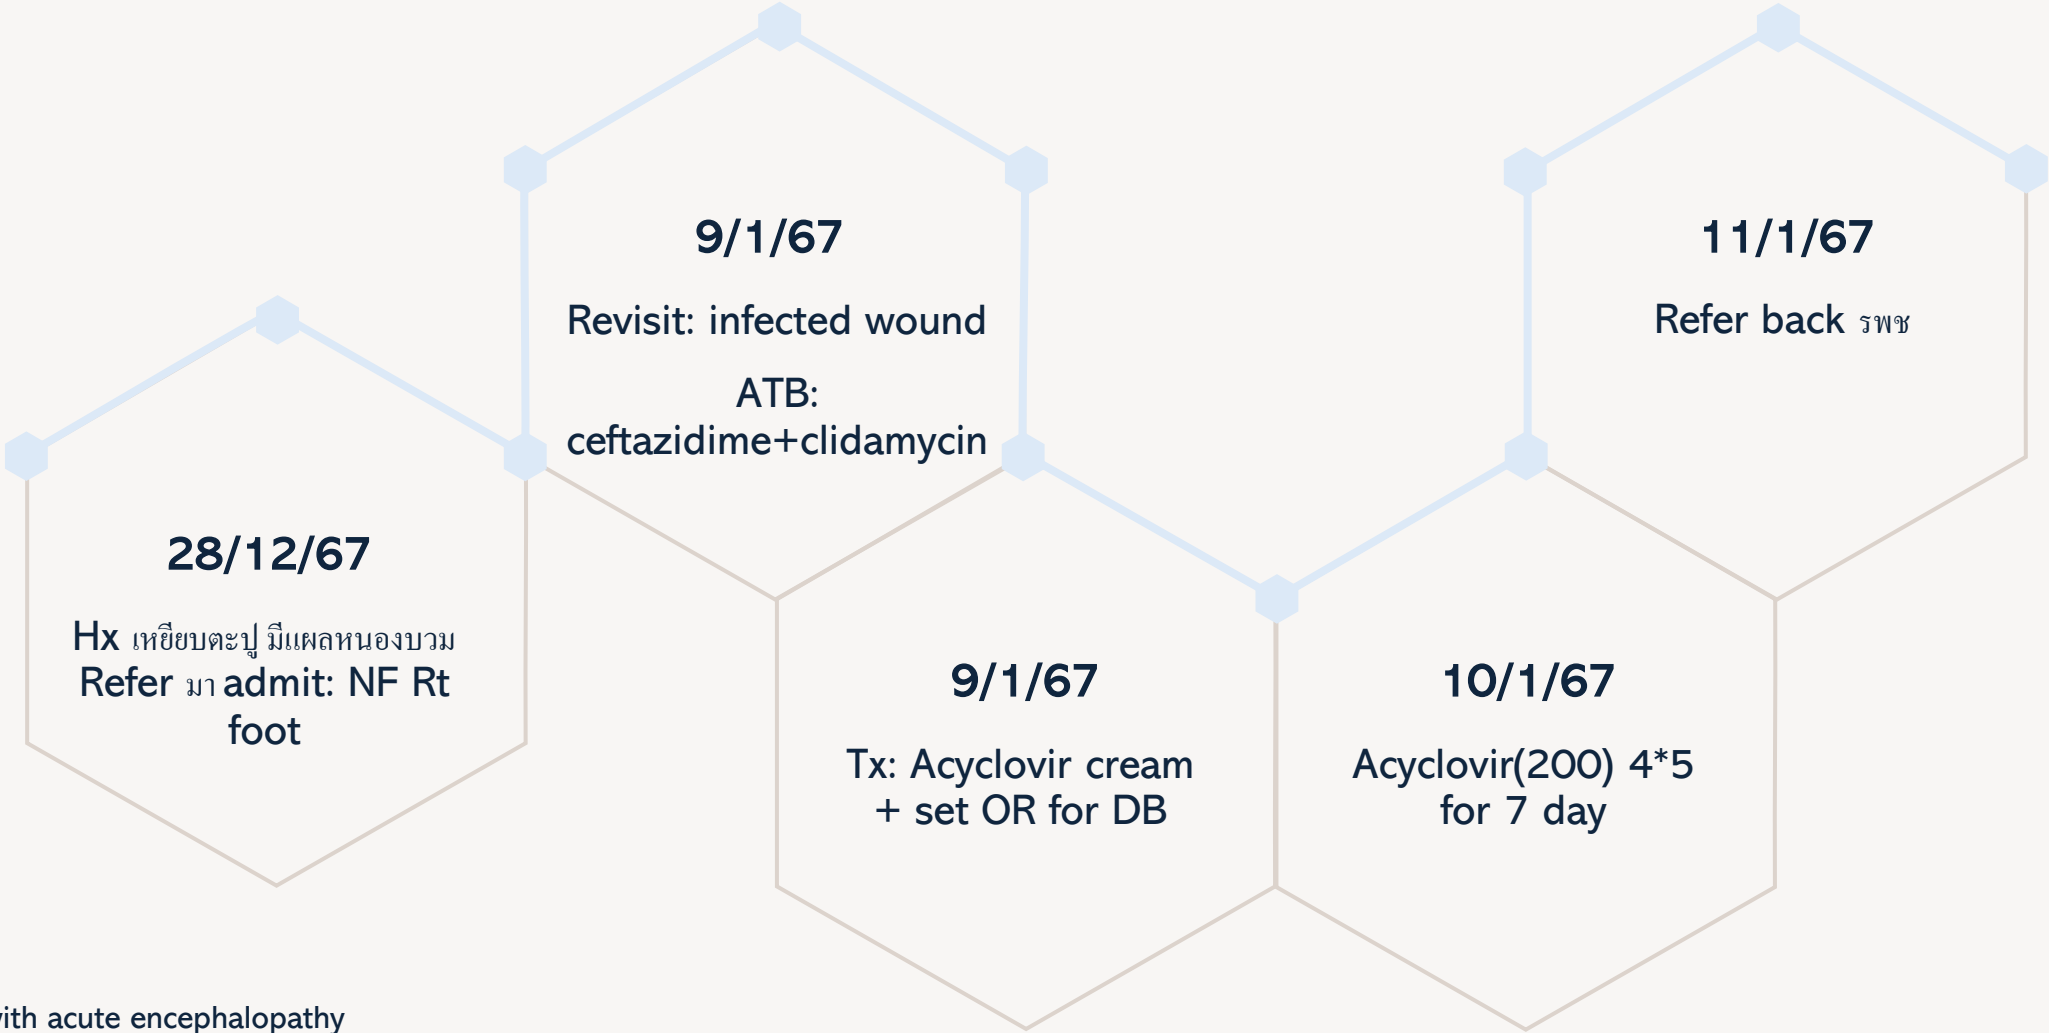 28/12/67
Hx เหยียบตะปู มีแผลหนองบวม
Refer มา admit: NF Rt
foot
9/1/67
Revisit: infected wound
ATB:
ceftazidime+clidamycin
9/1/67
Tx: Acyclovir cream
+ set OR for DB
10/1/67
Acyclovir(200) 4*5
for 7 day
11/1/67
Refer back รพช
with acute encephalopathy